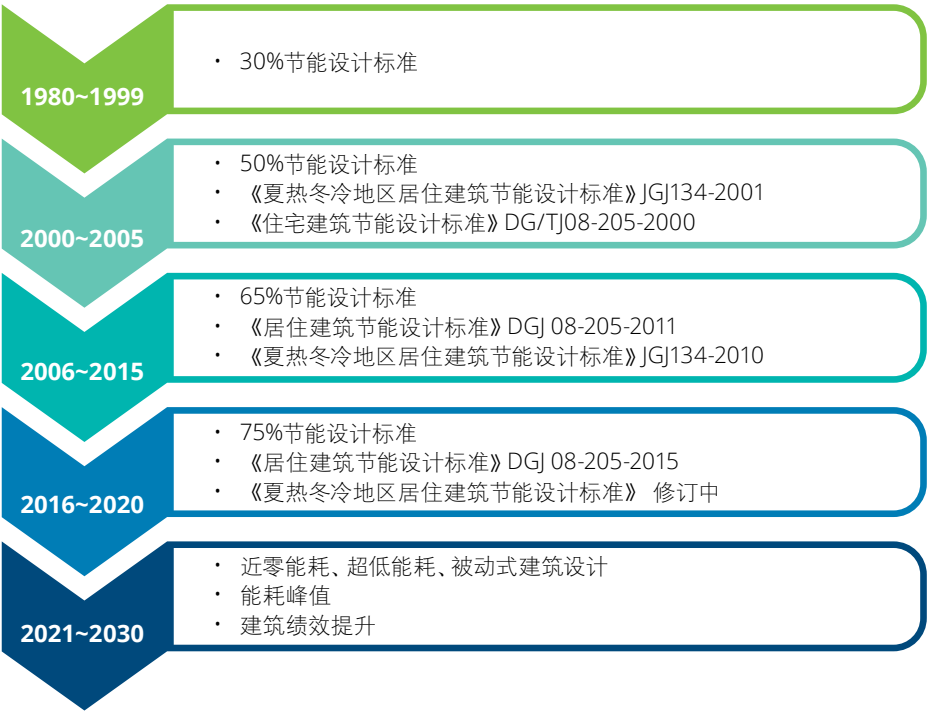 1980~1999
· 30%节能设计标准
2000~2005
· 50%节能设计标准
· 《夏热冬冷地区居住建筑节能设计标准》JGJ134-2001
· 《住宅建筑节能设计标准》DG/TJ08-205-2000
2006~2015
· 65%节能设计标准
· 《居住建筑节能设计标准》DGJ 08-205-2011
· 《夏热冬冷地区居住建筑节能设计标准》JGJ134-2010
2016~2020
· 75%节能设计标准
· 《居住建筑节能设计标准》DGJ 08-205-2015
· 《夏热冬冷地区居住建筑节能设计标准》 修订中
2021~2030
· 近零能耗、超低能耗、被动式建筑设计
· 能耗峰值
· 建筑绩效提升